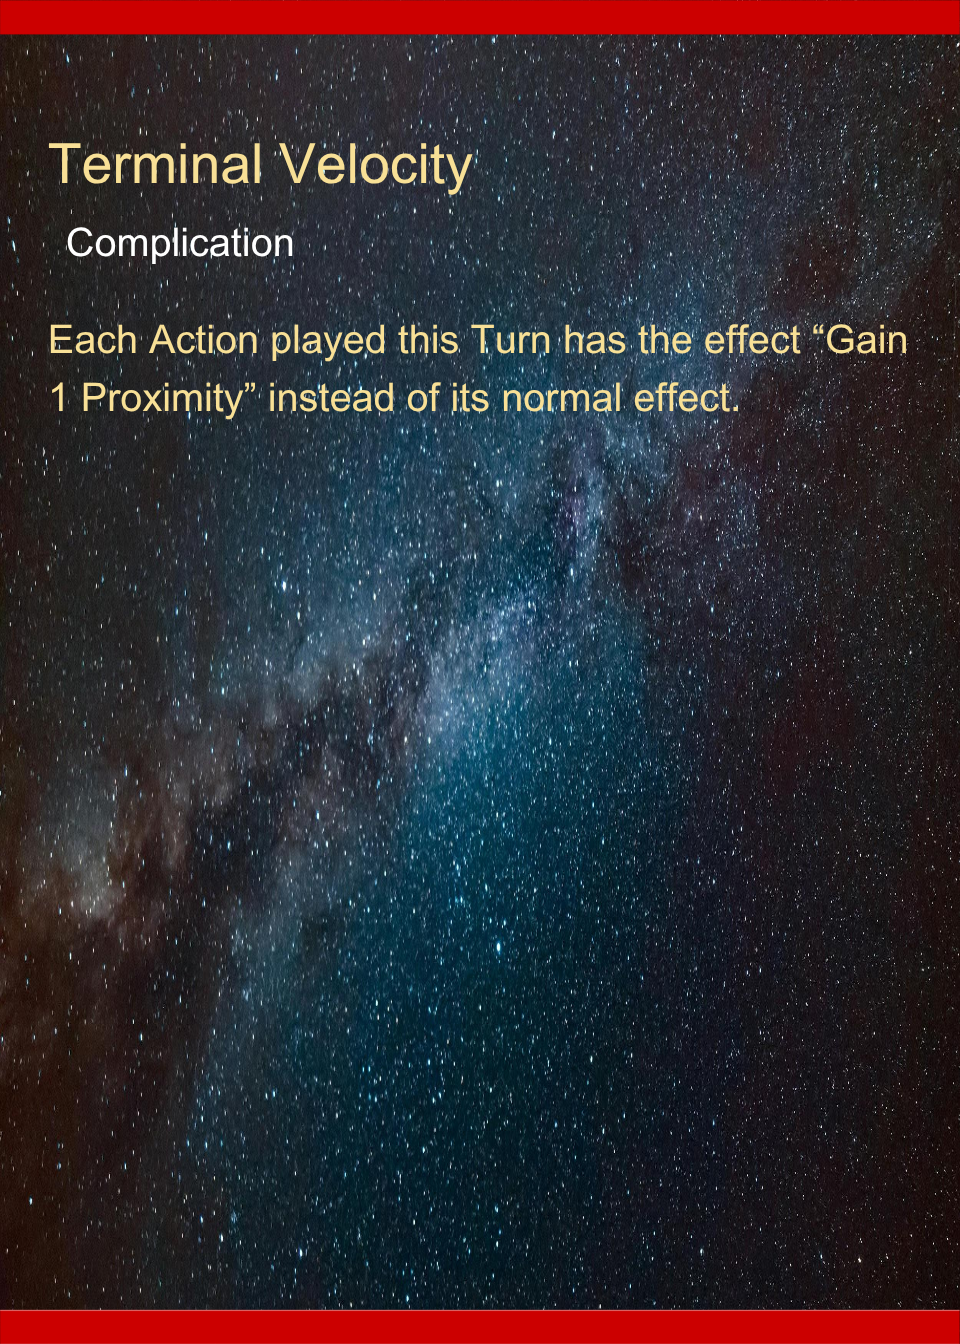 Terminal Velocity
Complication
Each Action played this Turn has the effect “Gain
1 Proximity” instead of its normal effect.